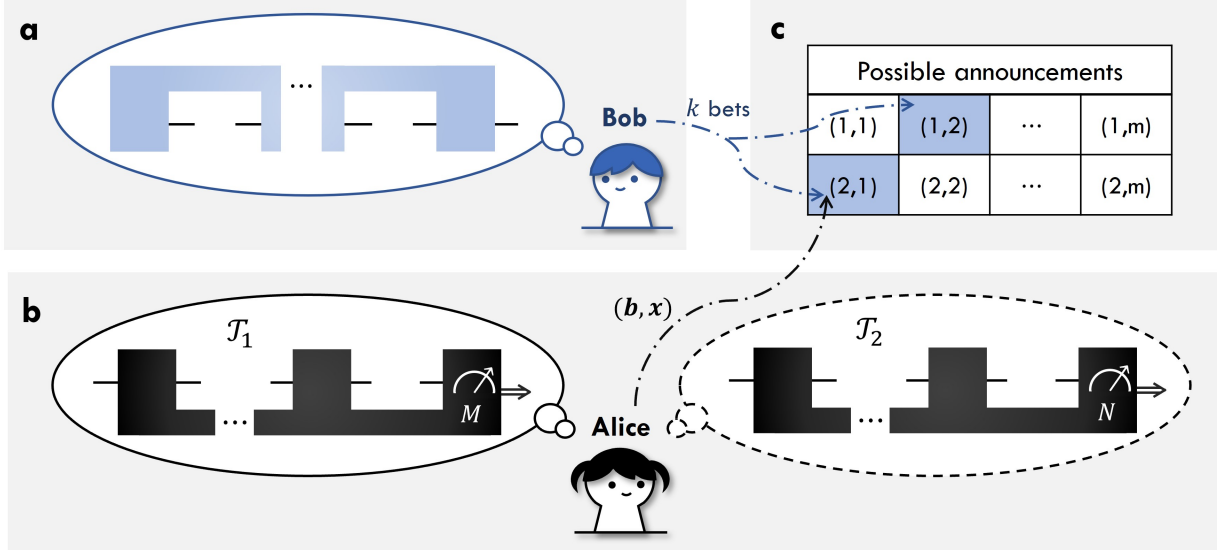 a
...
Bob
k bets
c
Possible announcements
(1,1) (1,2) ... (1,m)
(2,1) (2,2) ... (2,m)
b
𝒯₁
...
M
(b, x)
Alice
𝒯₂
...
N